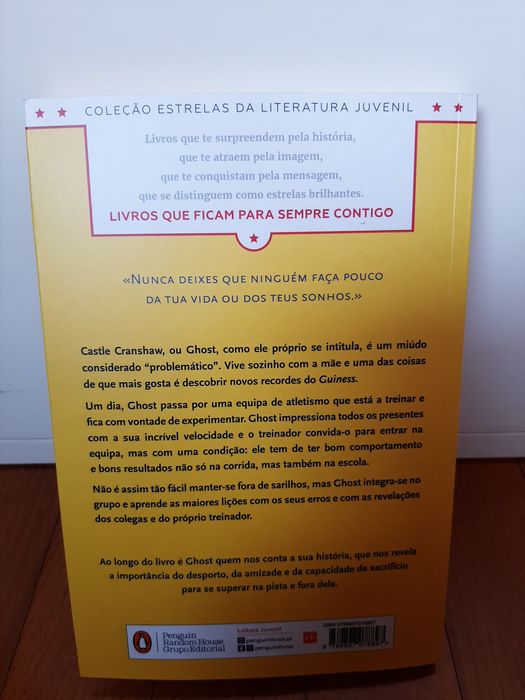 COLEÇÃO ESTRELAS DA LITERATURA JUVENIL
Livros que te surpreendem pela história,
que te atraem pela imagem,
que te conquistam pela mensagem,
que se distinguem como estrelas brilhantes.
LIVROS QUE FICAM PARA SEMPRE CONTIGO
«NUNCA DEIXES QUE NINGUÉM FAÇA POUCO
DA TUA VIDA OU DOS TEUS SONHOS.»
Castle Cranshaw, ou Ghost, como ele próprio se intitula, é um miúdo
considerado “problemático”. Vive sozinho com a mãe e uma das coisas
de que mais gosta é descobrir novos recordes do Guiness.
Um dia, Ghost passa por uma equipa de atletismo que está a treinar e
fica com vontade de experimentar. Ghost impressiona todos os presentes
com a sua incrível velocidade e o treinador convida-o para entrar na
equipa, mas com uma condição: ele tem de ter bom comportamento
e bons resultados não só na corrida, mas também na escola.
Não é assim tão fácil manter-se fora de sarilhos, mas Ghost integra-se no
grupo e aprende as maiores lições com os seus erros e com as revelações
dos colegas e do próprio treinador.
Ao longo do livro é Ghost quem nos conta a sua história, que nos revela
a importância do desporto, da amizade e da capacidade de sacrifício
para se superar na pista e fora dela.
Penguin
Random House
Grupo Editorial
Leitura Juvenil
penguinlivros.pt
penguinlivros
ISBN